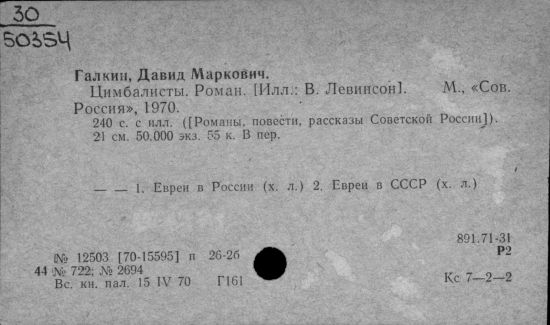 30
50354
Галкин, Давид Маркович.
Цимбалисты. Роман. [Илл.: В. Левинсон]. М., «Сов.
Россия», 1970.
240 с. с илл. ([Романы, повести, рассказы Советской России]).
21 см. 50.000 экз. 55 к. В пер.
— — 1. Евреи в России (х. л.) 2. Евреи в СССР (х. л.)
891.71-31
Р2
№ 12503 [70-15595] п 26-2б
44 № 722; № 2694
Вс. кн. пал. 15 IV 70 Г161
Кс 7—2—2